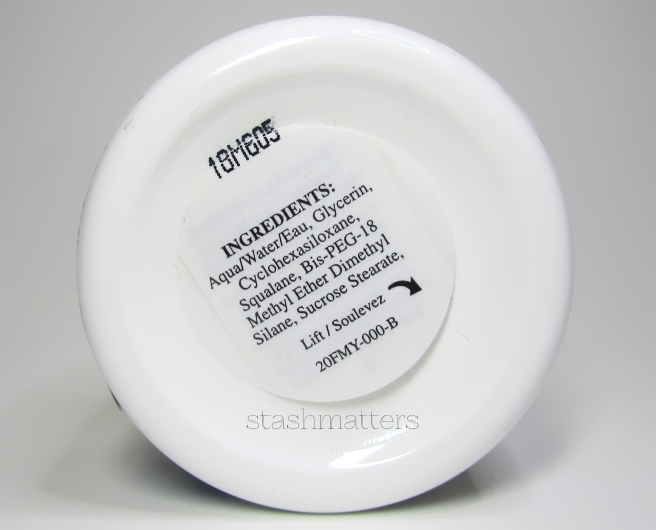 18M605
INGREDIENTS:
Aqua/Water/Eau, Glycerin,
Cyclohexasiloxane,
Squalane, Bis-PEG-18
Methyl Ether Dimethyl
Silane, Sucrose Stearate,
Lift / Soulevez
20FMY-000-B
stashmatters